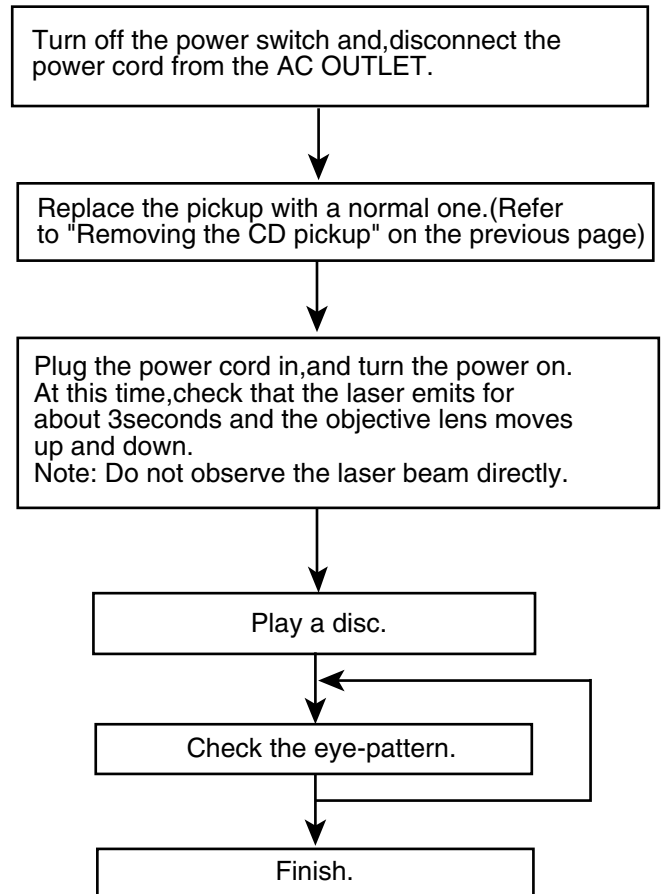 Turn off the power switch and,disconnect the
power cord from the AC OUTLET.
Replace the pickup with a normal one.(Refer
to "Removing the CD pickup" on the previous page)
Plug the power cord in,and turn the power on.
At this time,check that the laser emits for
about 3seconds and the objective lens moves
up and down.
Note: Do not observe the laser beam directly.
Play a disc.
Check the eye-pattern.
Finish.